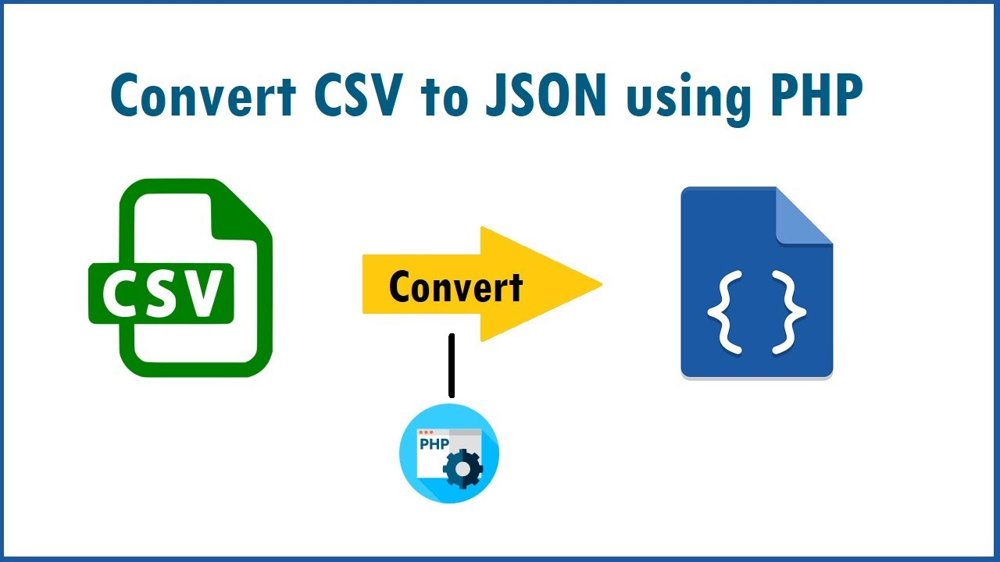 Convert CSV to JSON using PHP
CSV
Convert
{ }
PHP